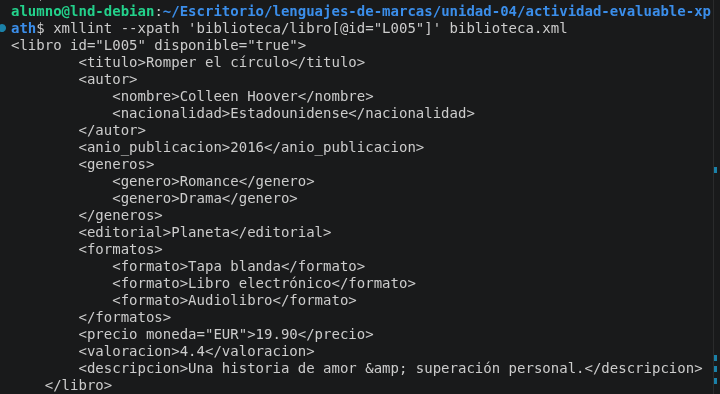 alumno@lnd-debian:~/Escritorio/lenguajes-de-marcas/unidad-04/actividad-evaluable-xp
ath$ xmllint --xpath 'biblioteca/libro[@id="L005"]' biblioteca.xml
<libro id="L005" disponible="true">
        <titulo>Romper el círculo</titulo>
        <autor>
            <nombre>Colleen Hoover</nombre>
            <nacionalidad>Estadounidense</nacionalidad>
        </autor>
        <anio_publicacion>2016</anio_publicacion>
        <generos>
            <genero>Romance</genero>
            <genero>Drama</genero>
        </generos>
        <editorial>Planeta</editorial>
        <formatos>
            <formato>Tapa blanda</formato>
            <formato>Libro electrónico</formato>
            <formato>Audiolibro</formato>
        </formatos>
        <precio moneda="EUR">19.90</precio>
        <valoracion>4.4</valoracion>
        <descripcion>Una historia de amor &amp; superación personal.</descripcion>
    </libro>